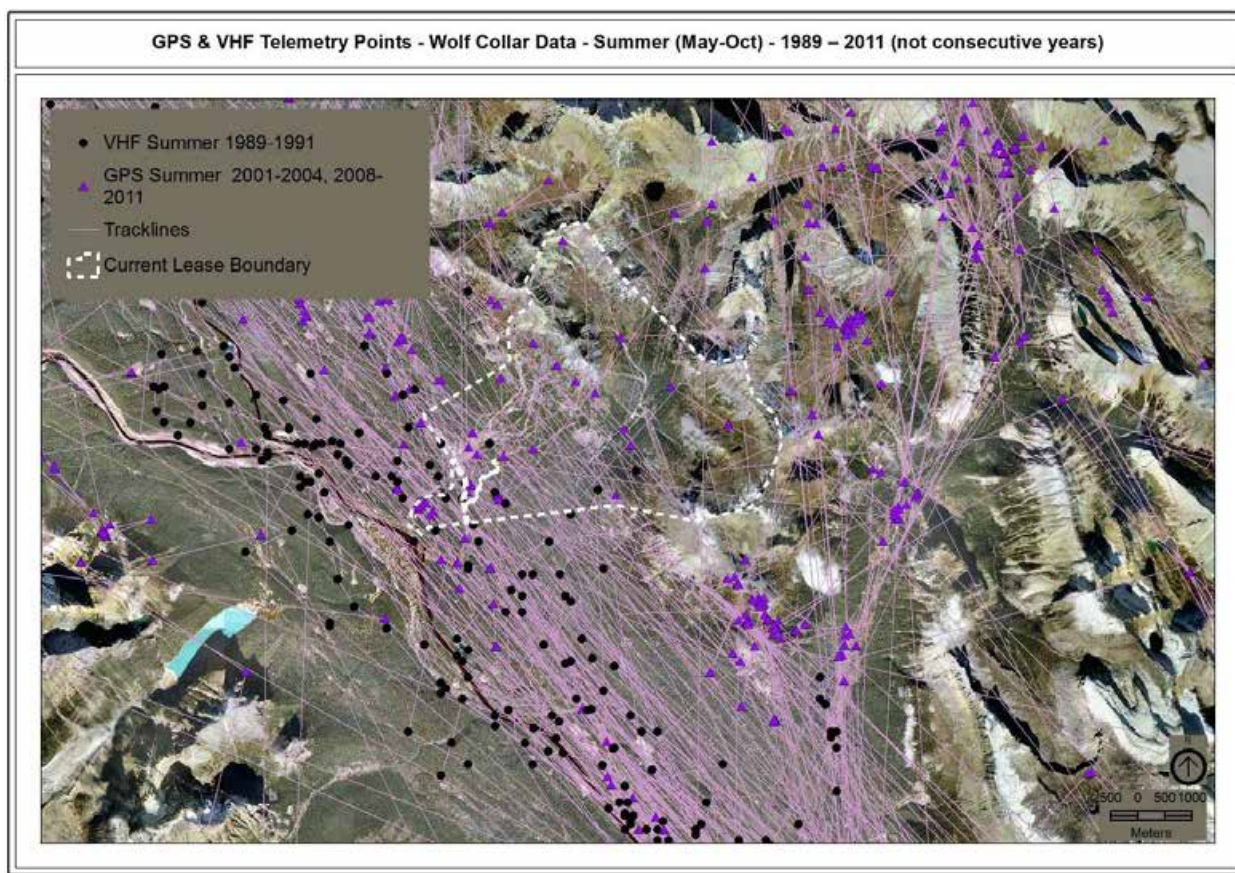 GPS & VHF Telemetry Points - Wolf Collar Data - Summer (May-Oct) - 1989 – 2011 (not consecutive years)
VHF Summer 1989-1991
GPS Summer 2001-2004, 2008-
2011
Tracklines
Current Lease Boundary
500 0 500 1000
Meters